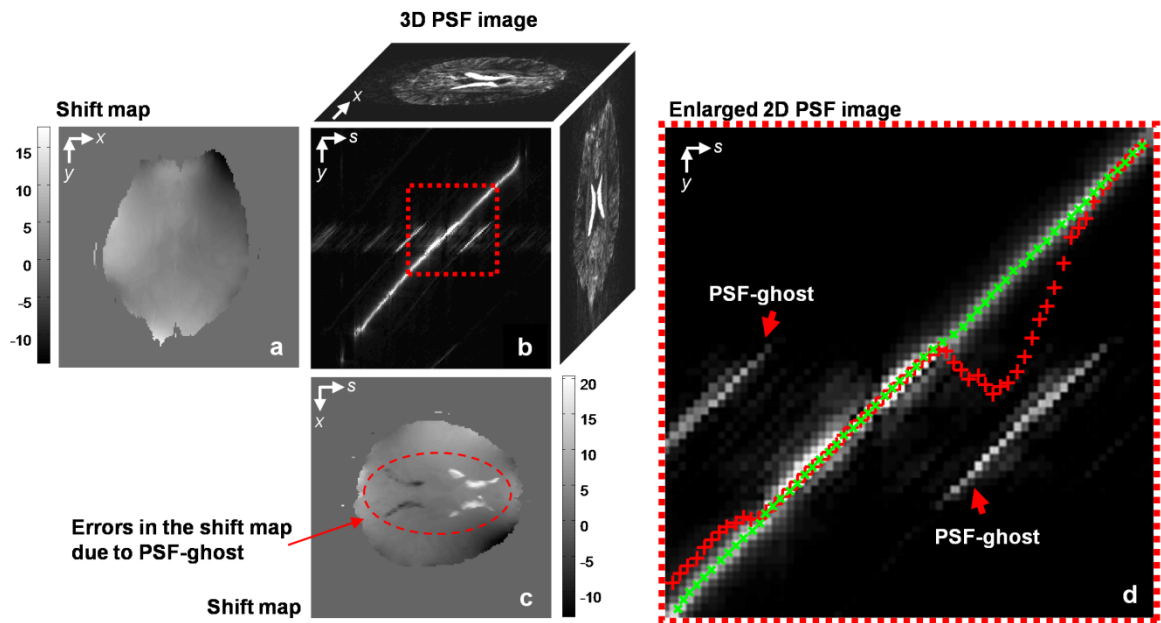 3D PSF image
Shift map
x
y
15
10
5
0
-5
-10
a
x
s
y
b
Enlarged 2D PSF image
s
y
PSF-ghost
PSF-ghost
d
s
x
20
15
10
5
0
-5
-10
c
Errors in the shift map
due to PSF-ghost
Shift map